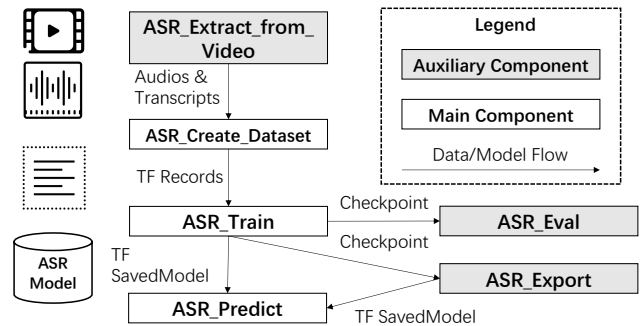 ASR_Extract_from_
Video
Audios &
Transcripts
ASR_Create_Dataset
TF Records
ASR_Train
Checkpoint
ASR_Eval
Checkpoint
TF
SavedModel
ASR_Export
ASR_Predict
TF SavedModel
ASR
Model
Legend
Auxiliary Component
Main Component
Data/Model Flow